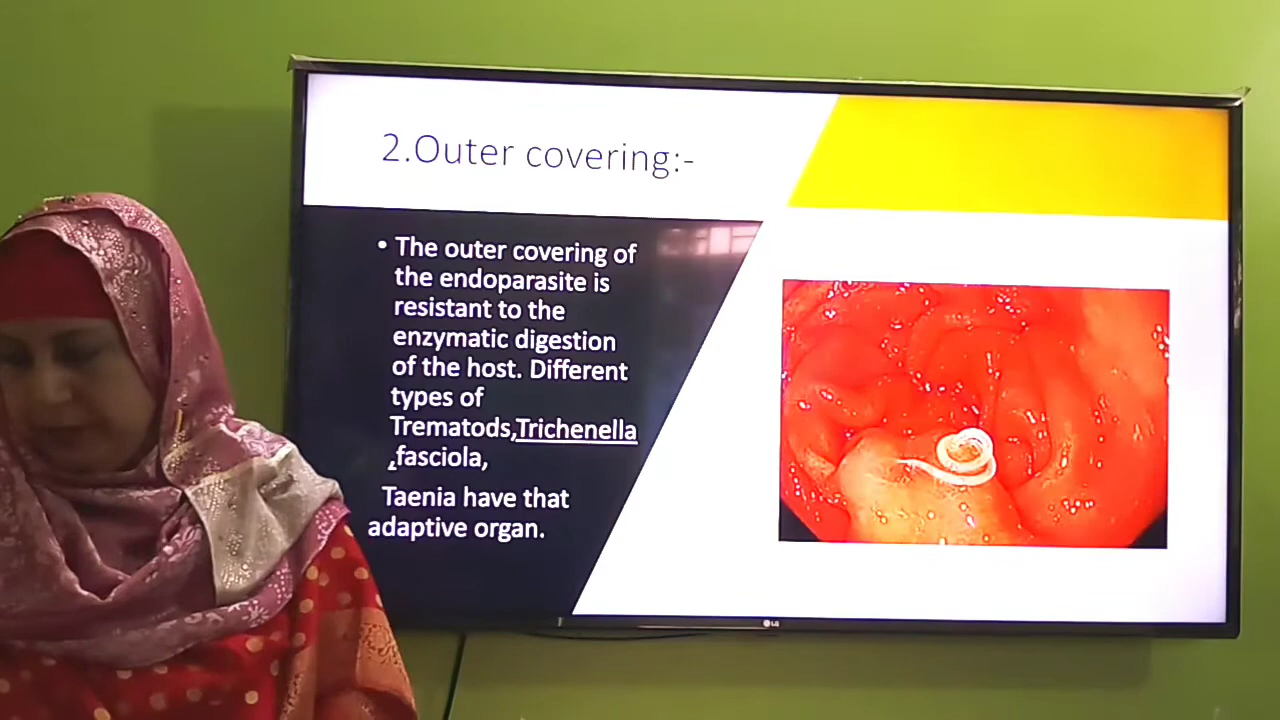 2.Outer covering:-
• The outer covering of
the endoparasite is
resistant to the
enzymatic digestion
of the host. Different
types of
Trematods,Trichenella
,fasciola,
Taenia have that
adaptive organ.
LG